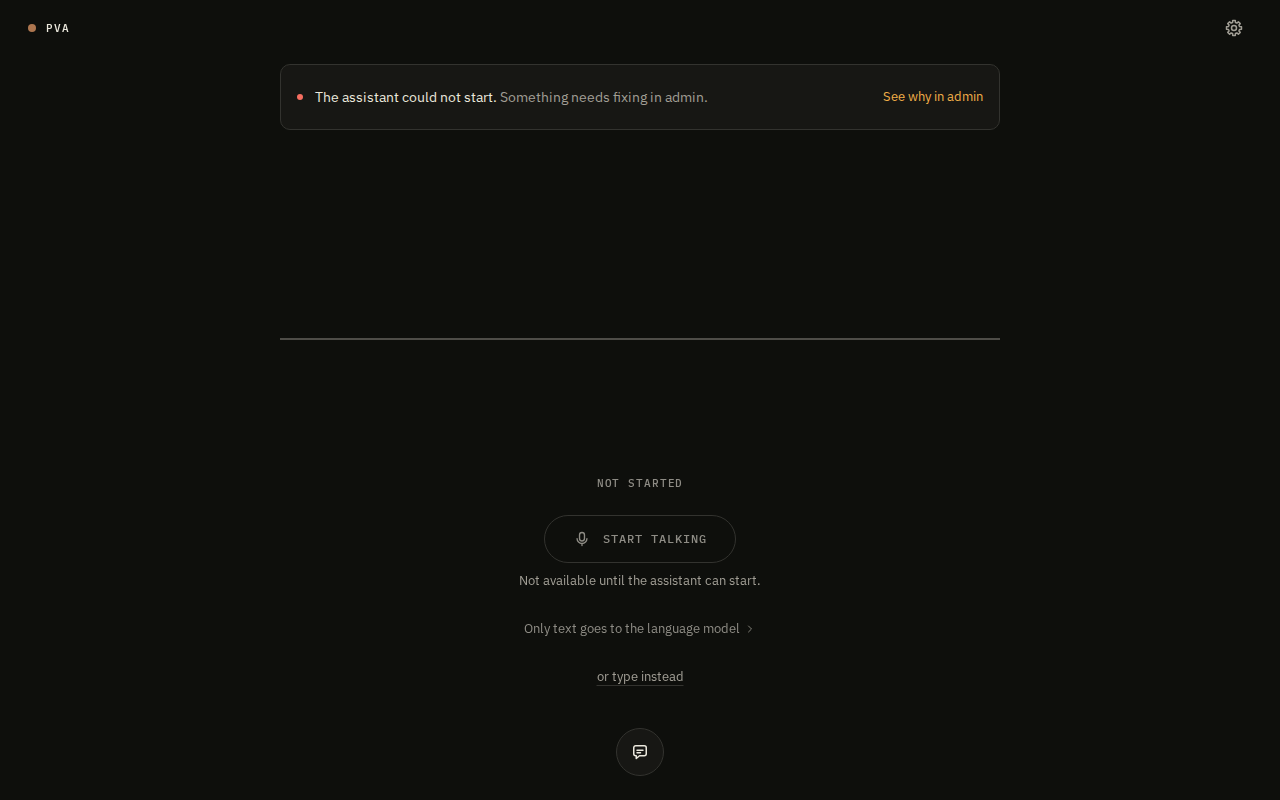 PVA
The assistant could not start. Something needs fixing in admin.
See why in admin
NOT STARTED
START TALKING
Not available until the assistant can start.
Only text goes to the language model
or type instead